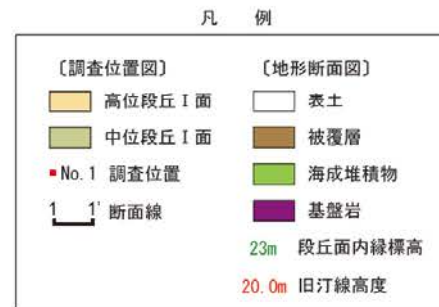 凡 例
〔調査位置図〕
高位段丘Ⅰ面
中位段丘Ⅰ面
No.1 調査位置
1 1' 断面線
〔地形断面図〕
表土
被覆層
海成堆積物
基盤岩
23m 段丘面内縁標高
20.0m 旧汀線高度